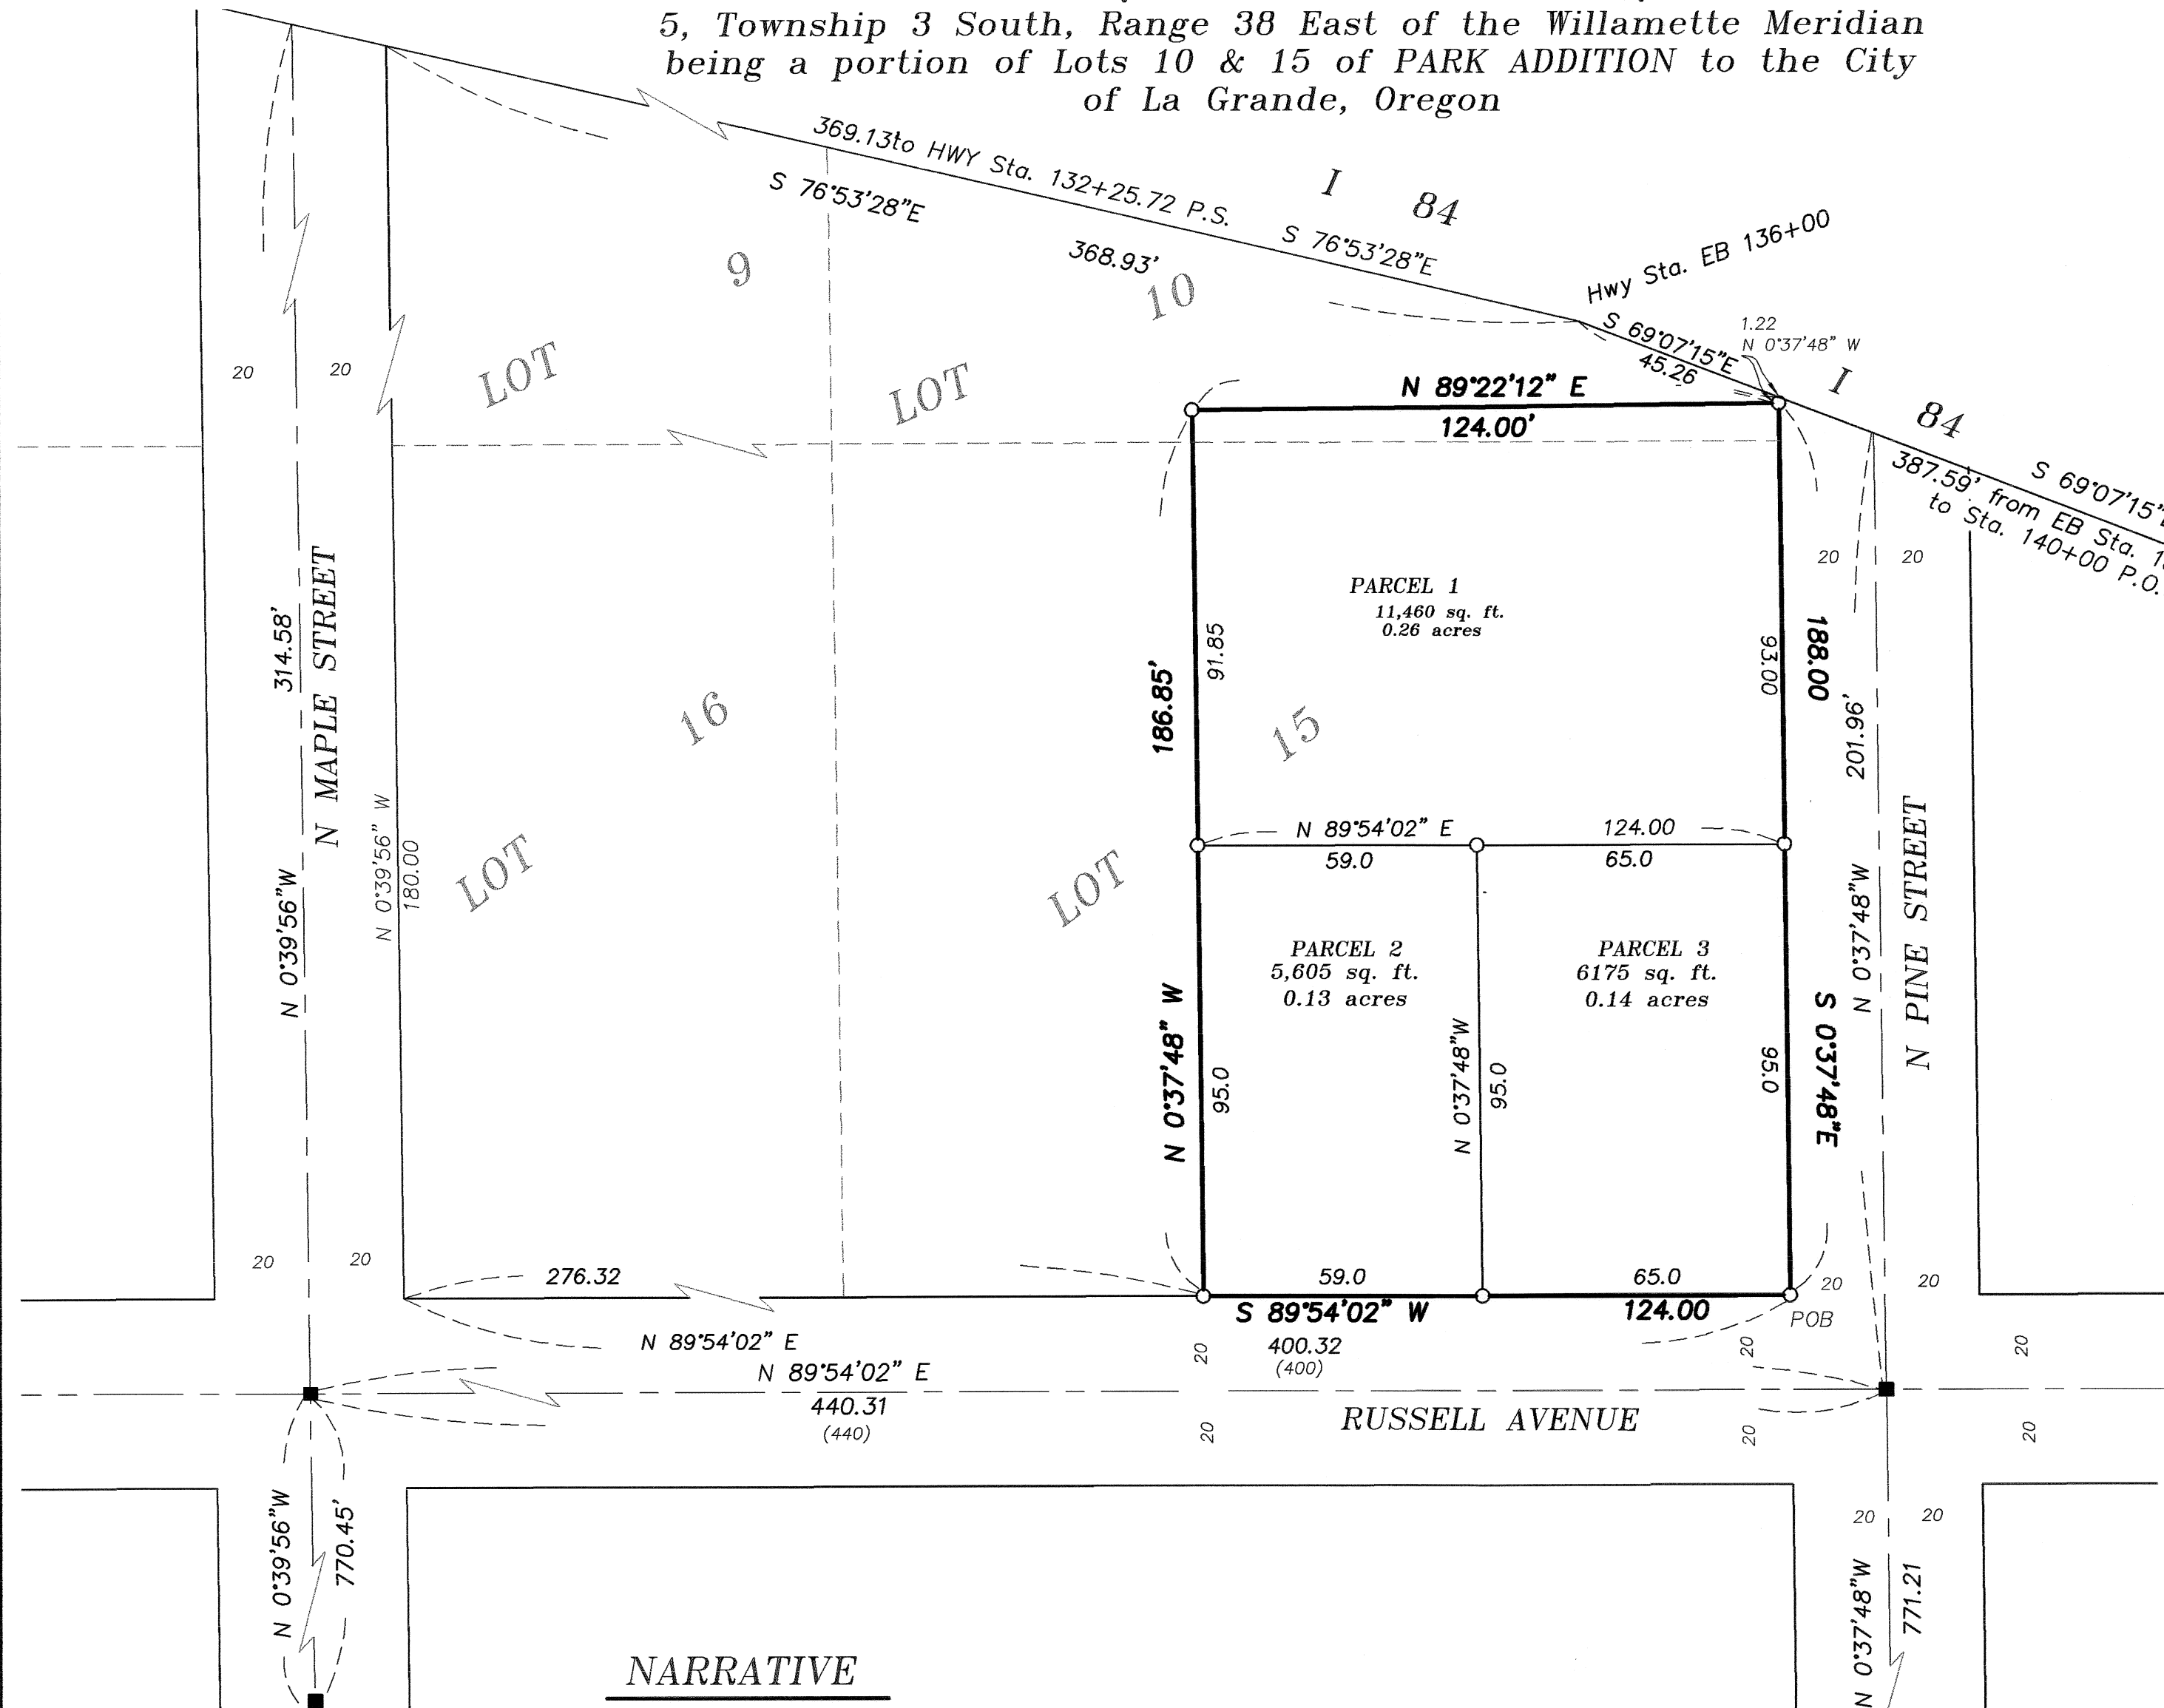 5, Township 3 South, Range 38 East of the Willamette Meridian
being a portion of Lots 10 & 15 of PARK ADDITION to the City
of La Grande, Oregon
369.13to HWY Sta. 132+25.72 P.S.
S 76°53'28"E
I 84
S 76°53'28"E
368.93'
Hwy Sta. EB 136+00
9
10
LOT
LOT
S 69°07'15"E
45.26
1.22
N 0°37'48" W
I 84
S 69°07'15"
387.59' from EB Sta.
to Sta. 140+00 P.O.
20
20
N 89°22'12" E
124.00'
20
20
314.58'
N MAPLE STREET
N 0°39'56"W
N 0°39'56" W
180.00
16
LOT
15
LOT
PARCEL 1
11,460 sq. ft.
0.26 acres
91.85
186.85'
93.00
188.00
201.96'
N 89°54'02" E
124.00
59.0
65.0
PARCEL 2
5,605 sq. ft.
0.13 acres
PARCEL 3
6175 sq. ft.
0.14 acres
N 0°37'48" W
95.0
N 0°37'48"W
95.0
95.0
S 0°37'48"E
N 0°37'48"W
N PINE STREET
20
20
276.32
59.0
65.0
20
20
S 89°54'02" W
124.00
POB
N 89°54'02" E
400.32
(400)
20
20
20
N 89°54'02" E
440.31
(440)
RUSSELL AVENUE
20
20
20
N 0°39'56"W
770.45'
20
20
N 0°37'48"W
771.21
NARRATIVE